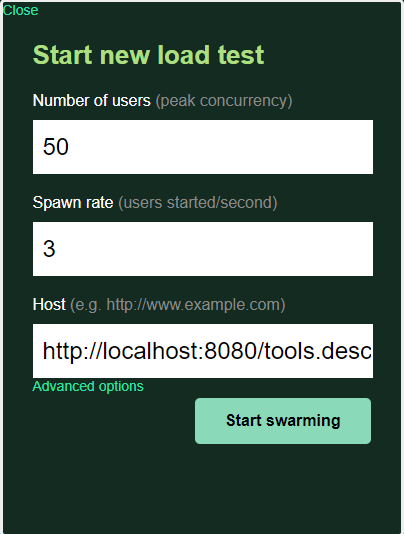 Close
Start new load test
Number of users (peak concurrency)
50
Spawn rate (users started/second)
3
Host (e.g. http://www.example.com)
http://localhost:8080/tools.desc
Advanced options
Start swarming